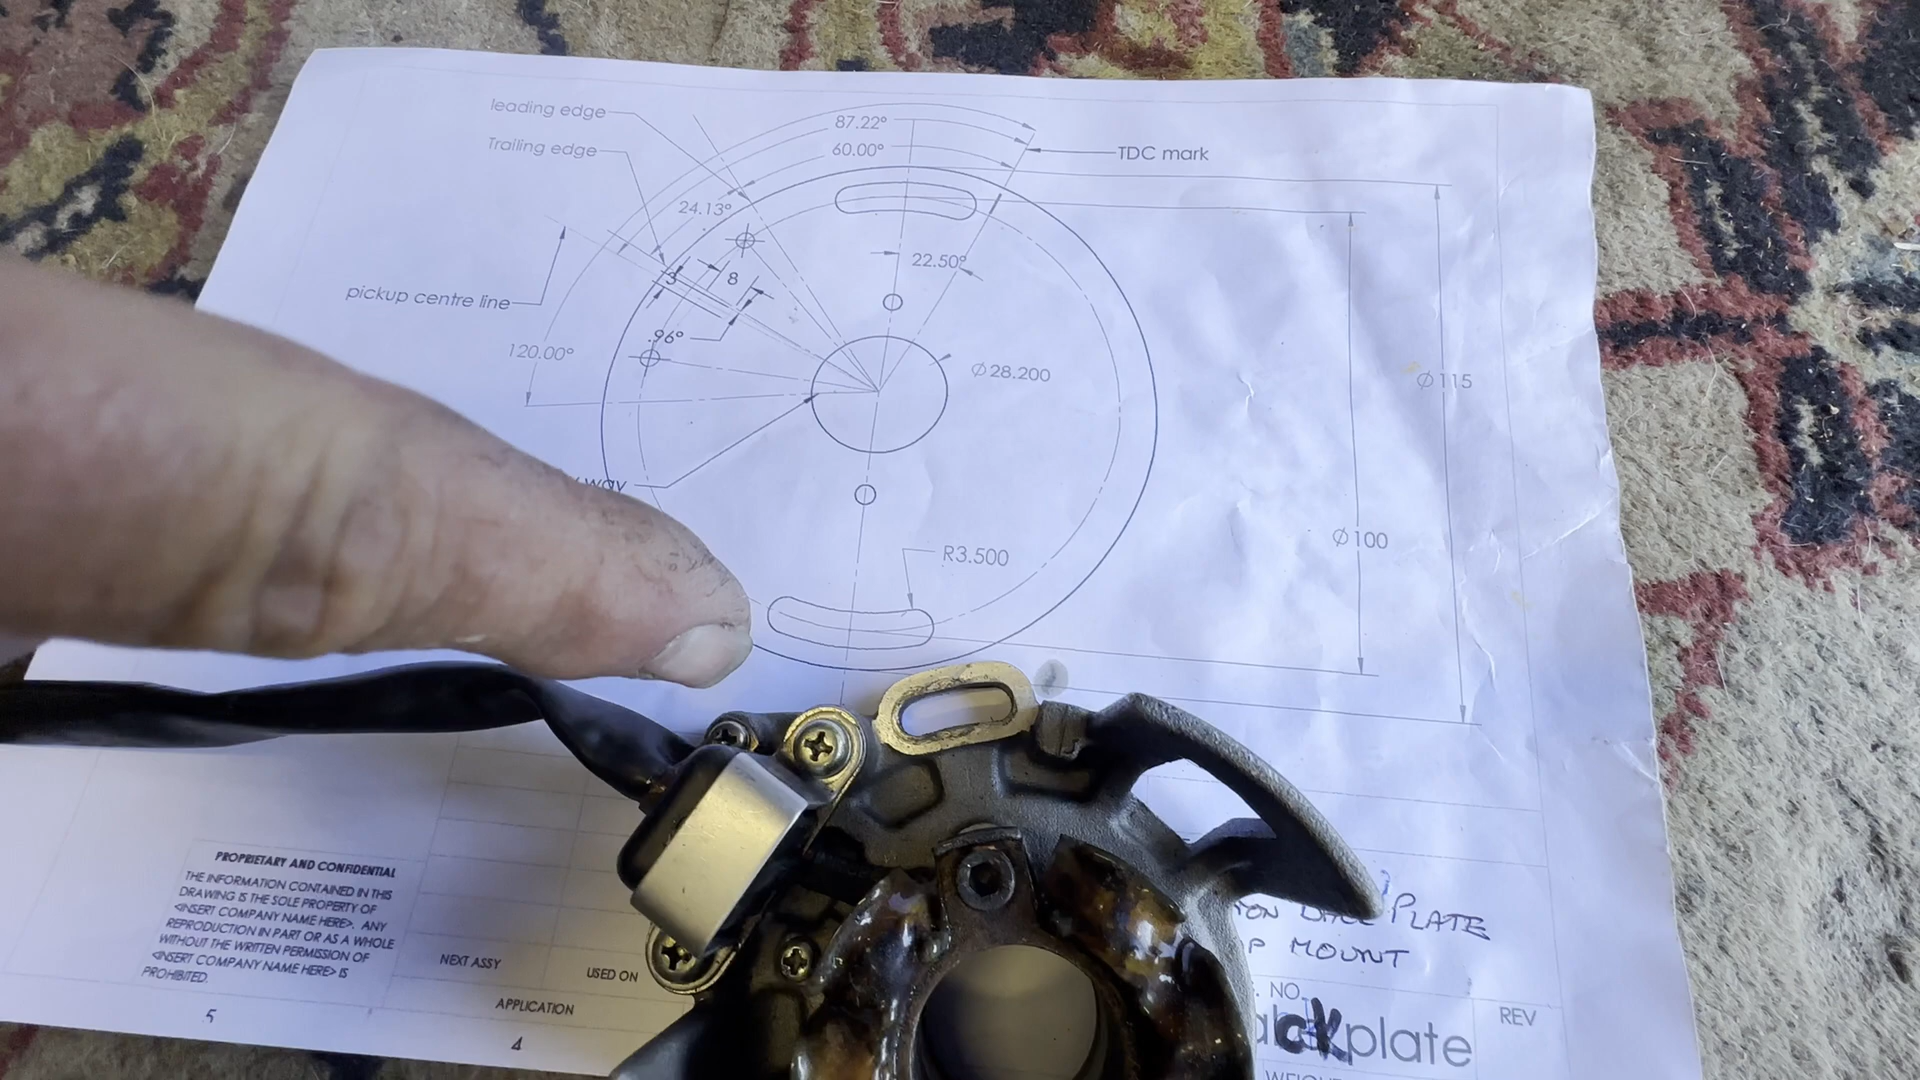 leading edge
87.22°
Trailing edge
60.00°
TDC mark
24.13°
22.50°
3
8
pickup centre line
.96°
120.00°
Ø28.200
Ø115
way
Ø100
R3.500
PROPRIETARY AND CONFIDENTIAL
THE INFORMATION CONTAINED IN THIS
DRAWING IS THE SOLE PROPERTY OF
<INSERT COMPANY NAME HERE>. ANY
REPRODUCTION IN PART OR AS A WHOLE
WITHOUT THE WRITTEN PERMISSION OF
<INSERT COMPANY NAME HERE> IS
PROHIBITED.
NEXT ASSY
USED ON
APPLICATION
5
4
PLATE
MOUNT
NO.
REV
ckplate